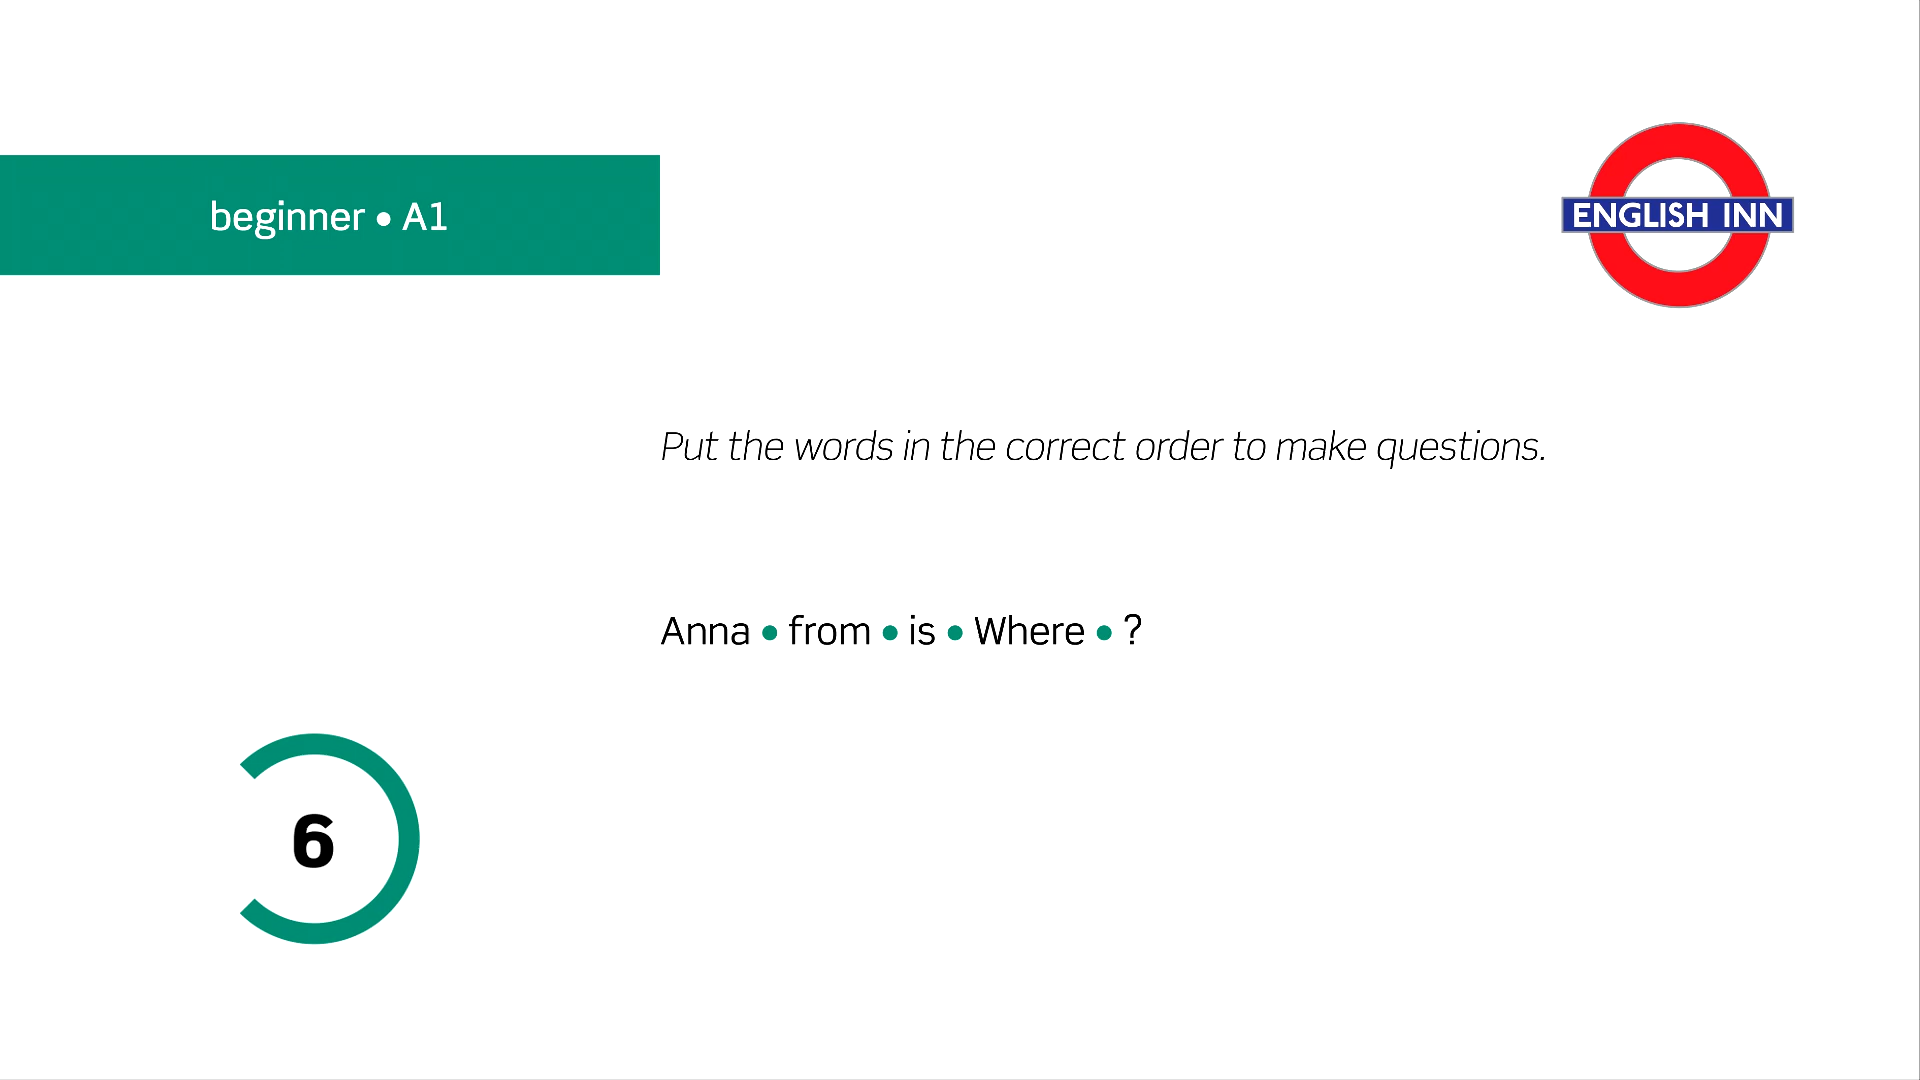 beginner • A1
ENGLISH INN
Put the words in the correct order to make questions.
Anna • from • is • Where • ?
6